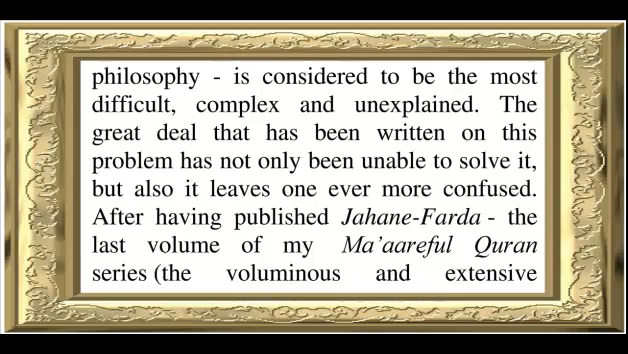 philosophy - is considered to be the most
difficult, complex and unexplained. The
great deal that has been written on this
problem has not only been unable to solve it,
but also it leaves one ever more confused.
After having published Jahane-Farda - the
last volume of my Ma’aareful Quran
series (the voluminous and extensive